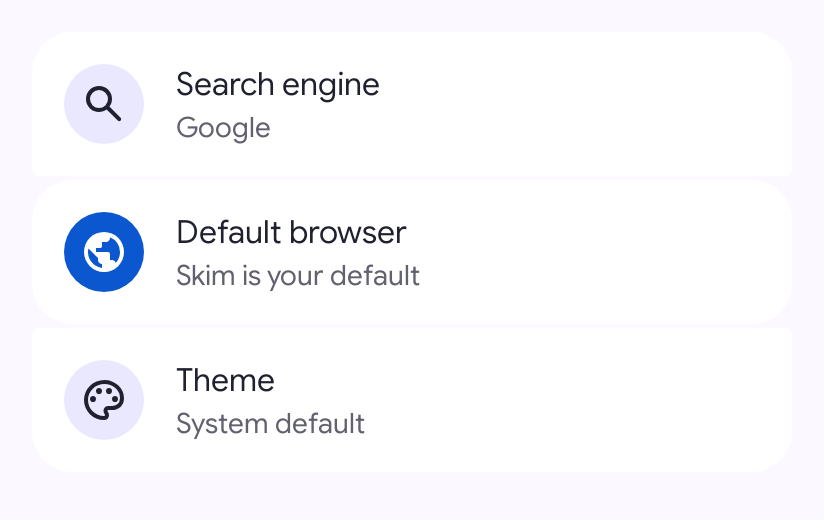 Search engine
Google
Default browser
Skim is your default
Theme
System default